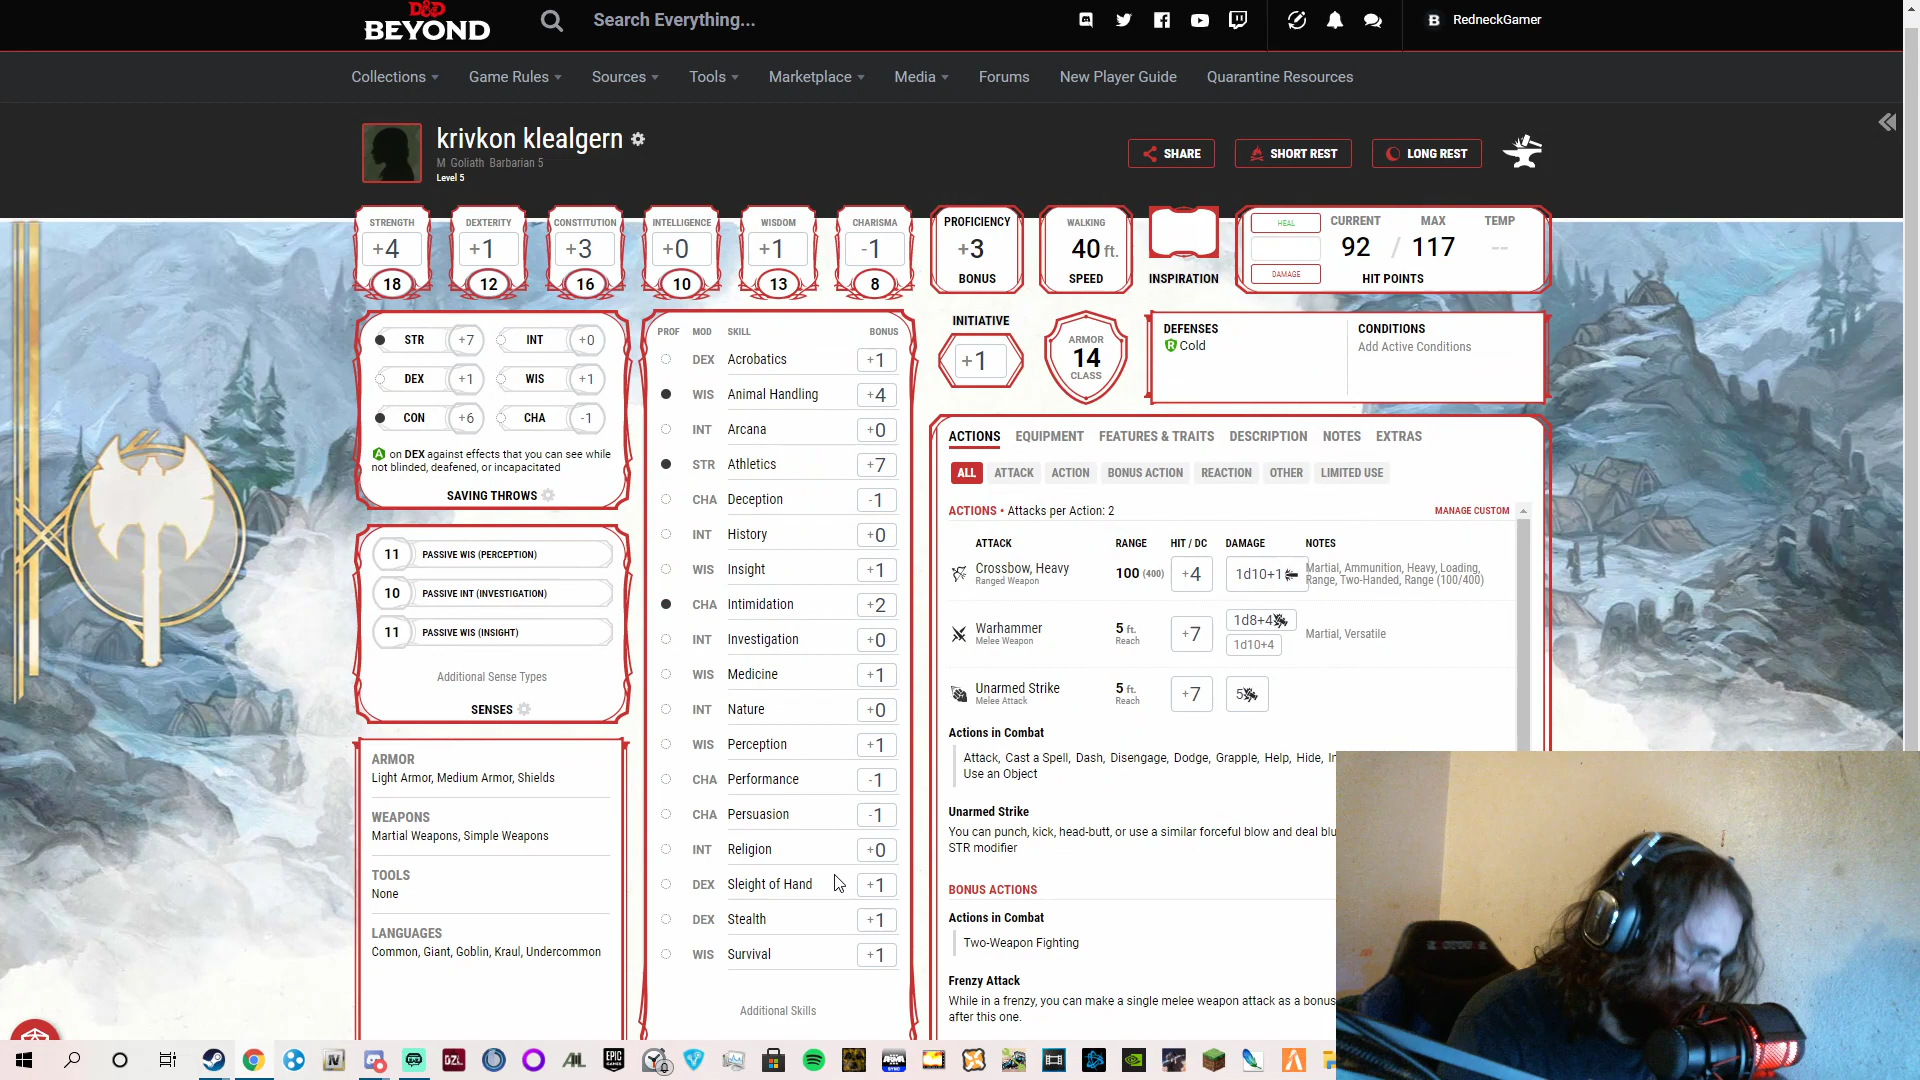 D&D
BEYOND
Search Everything...
B RedneckGamer
Collections Game Rules Sources Tools Marketplace Media Forums New Player Guide Quarantine Resources
krivkon klealgern
M Goliath Barbarian 5
Level 5
SHARE SHORT REST LONG REST
STRENGTH +4 18
DEXTERITY +1 12
CONSTITUTION +3 16
INTELLIGENCE +0 10
WISDOM +1 13
CHARISMA -1 8
PROFICIENCY +3 BONUS
WALKING 40 ft. SPEED
INSPIRATION
HEAL
DAMAGE
CURRENT MAX TEMP
92 / 117 --
HIT POINTS
STR +7 INT +0
DEX +1 WIS +1
CON +6 CHA -1
A on DEX against effects that you can see while
not blinded, deafened, or incapacitated
SAVING THROWS
11 PASSIVE WIS (PERCEPTION)
10 PASSIVE INT (INVESTIGATION)
11 PASSIVE WIS (INSIGHT)
Additional Sense Types
SENSES
ARMOR
Light Armor, Medium Armor, Shields
WEAPONS
Martial Weapons, Simple Weapons
TOOLS
None
LANGUAGES
Common, Giant, Goblin, Kraul, Undercommon
PROF MOD SKILL BONUS
DEX Acrobatics +1
WIS Animal Handling +4
INT Arcana +0
STR Athletics +7
CHA Deception -1
INT History +0
WIS Insight +1
CHA Intimidation +2
INT Investigation +0
WIS Medicine +1
INT Nature +0
WIS Perception +1
CHA Performance -1
CHA Persuasion -1
INT Religion +0
DEX Sleight of Hand +1
DEX Stealth +1
WIS Survival +1
Additional Skills
INITIATIVE
+1
ARMOR
14
CLASS
DEFENSES
R Cold
CONDITIONS
Add Active Conditions
ACTIONS EQUIPMENT FEATURES & TRAITS DESCRIPTION NOTES EXTRAS
ALL ATTACK ACTION BONUS ACTION REACTION OTHER LIMITED USE
ACTIONS • Attacks per Action: 2 MANAGE CUSTOM
ATTACK RANGE HIT / DC DAMAGE NOTES
Crossbow, Heavy 100 (400) +4 1d10+1 Martial, Ammunition, Heavy, Loading,
Ranged Weapon Range, Two-Handed, Range (100/400)
Warhammer 5 ft. +7 1d8+4 Martial, Versatile
Melee Weapon Reach 1d10+4
Unarmed Strike 5 ft. +7 5
Melee Attack Reach
Actions in Combat
Attack, Cast a Spell, Dash, Disengage, Dodge, Grapple, Help, Hide, In
Use an Object
Unarmed Strike
You can punch, kick, head-butt, or use a similar forceful blow and deal blu
STR modifier
BONUS ACTIONS
Actions in Combat
Two-Weapon Fighting
Frenzy Attack
While in a frenzy, you can make a single melee weapon attack as a bonus
after this one.
DZL
EPIC
GAMES